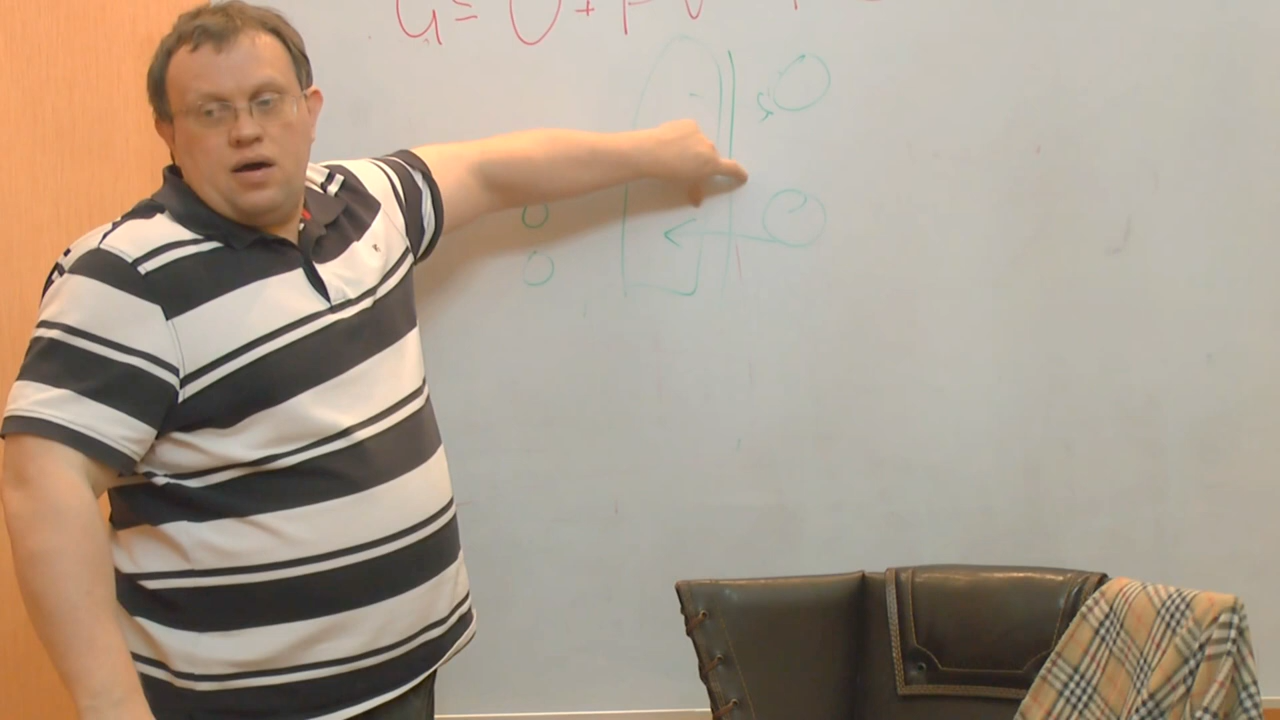 G = U + PV